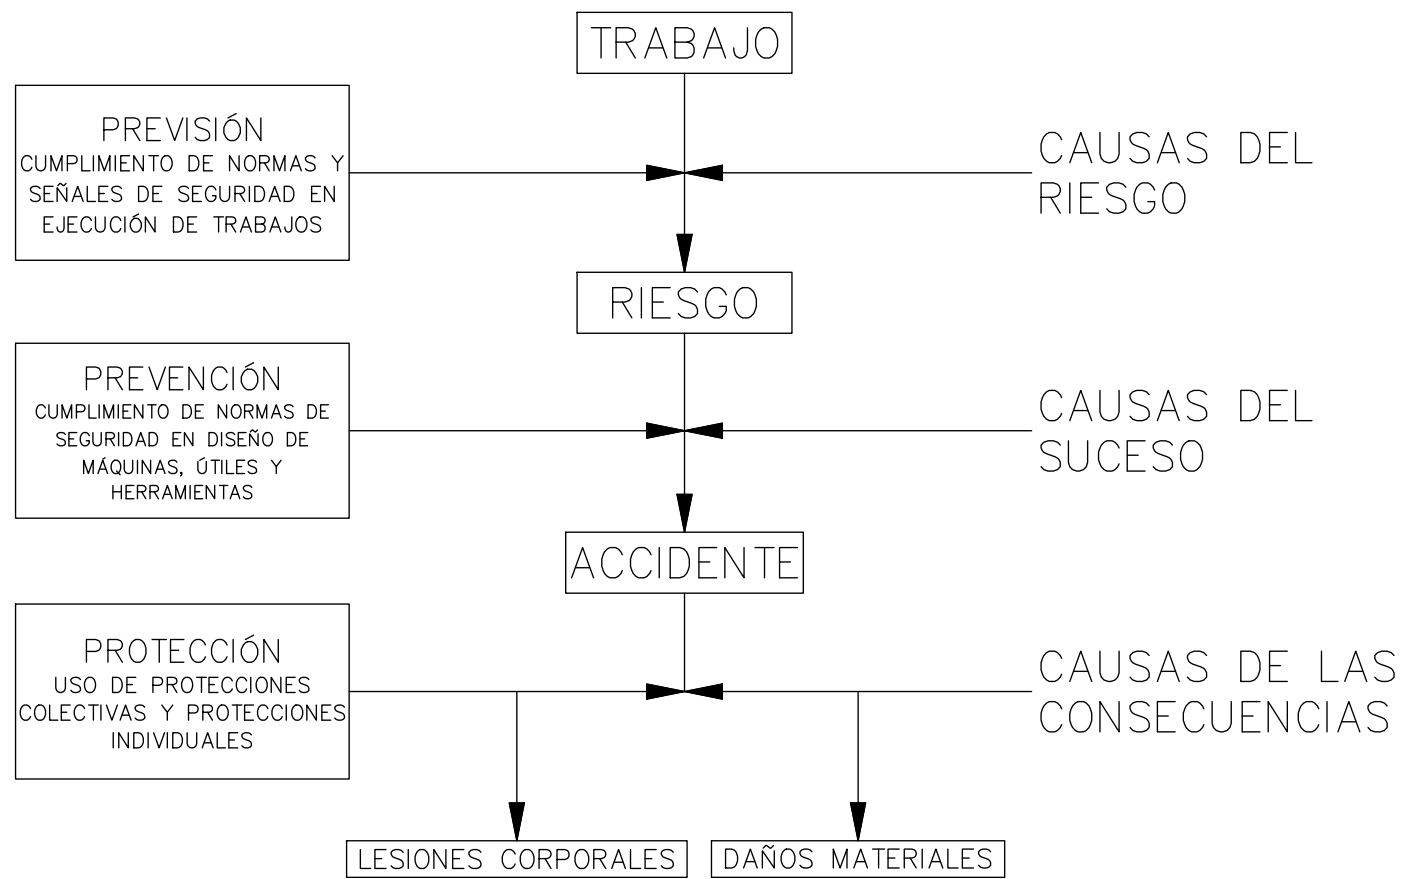 TRABAJO
PREVISIÓN
CUMPLIMIENTO DE NORMAS Y
SEÑALES DE SEGURIDAD EN
EJECUCIÓN DE TRABAJOS
CAUSAS DEL
RIESGO
RIESGO
PREVENCIÓN
CUMPLIMIENTO DE NORMAS DE
SEGURIDAD EN DISEÑO DE
MÁQUINAS, ÚTILES Y
HERRAMIENTAS
CAUSAS DEL
SUCESO
ACCIDENTE
PROTECCIÓN
USO DE PROTECCIONES
COLECTIVAS Y PROTECCIONES
INDIVIDUALES
CAUSAS DE LAS
CONSECUENCIAS
LESIONES CORPORALES
DAÑOS MATERIALES